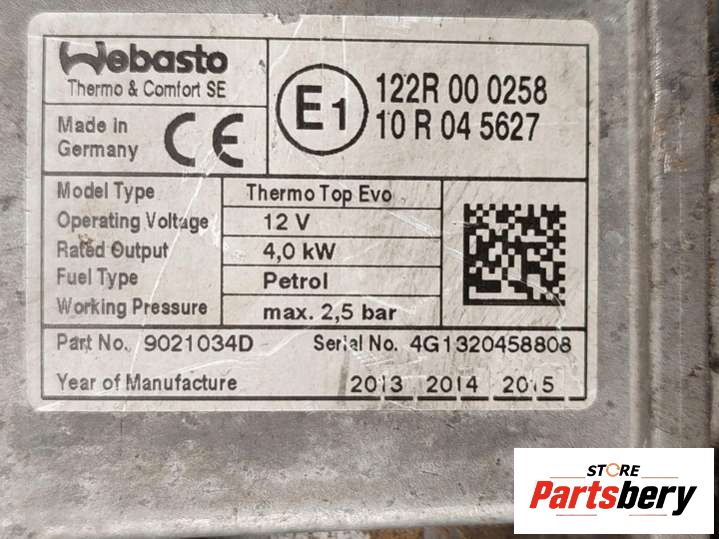 Webasto
Thermo & Comfort SE
Made in
Germany
CE
E1
122R 00 0258
10 R 04 5627
Model Type Thermo Top Evo
Operating Voltage 12 V
Rated Output 4,0 kW
Fuel Type Petrol
Working Pressure max. 2,5 bar
Part No. 9021034D Serial No. 4G1320458808
Year of Manufacture 2013 2014 2015
STORE
Partsbery